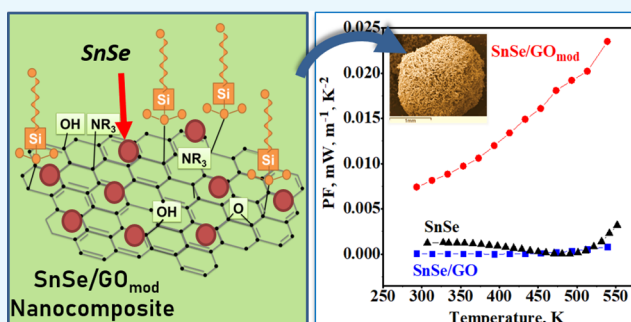 SnSe
Si
Si
Si
Si
OH
NR3
NR3
OH
O
SnSe/GOmod
Nanocomposite
PF, mW, m-1, K-2
0.025
0.020
0.015
0.010
0.005
0.000
SnSe/GOmod
SnSe
SnSe/GO
250 300 350 400 450 500 550 600
Temperature, K